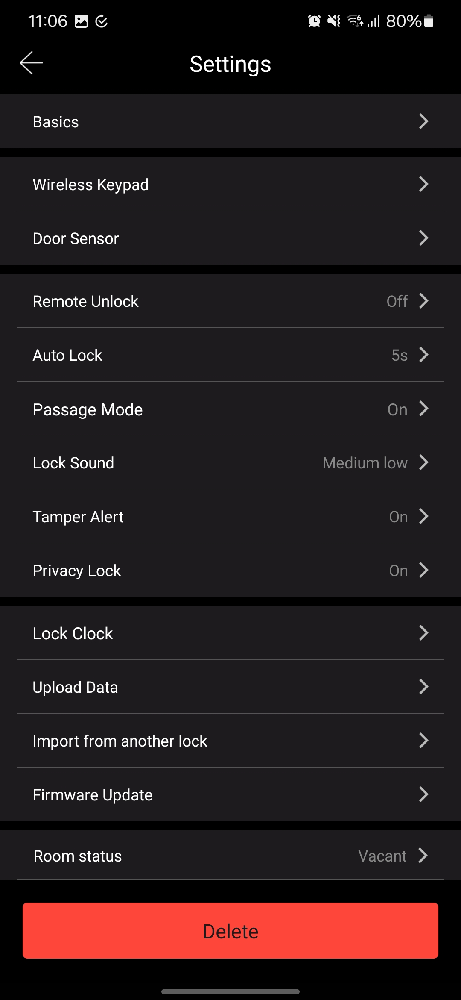 11:06 80%
Settings
Basics
Wireless Keypad
Door Sensor
Remote Unlock Off
Auto Lock 5s
Passage Mode On
Lock Sound Medium low
Tamper Alert On
Privacy Lock On
Lock Clock
Upload Data
Import from another lock
Firmware Update
Room status Vacant
Delete